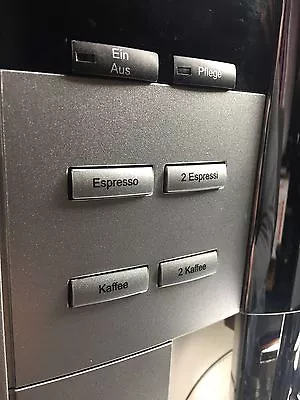 Ein
Aus
Pflege
Espresso
2 Espressi
Kaffee
2 Kaffee